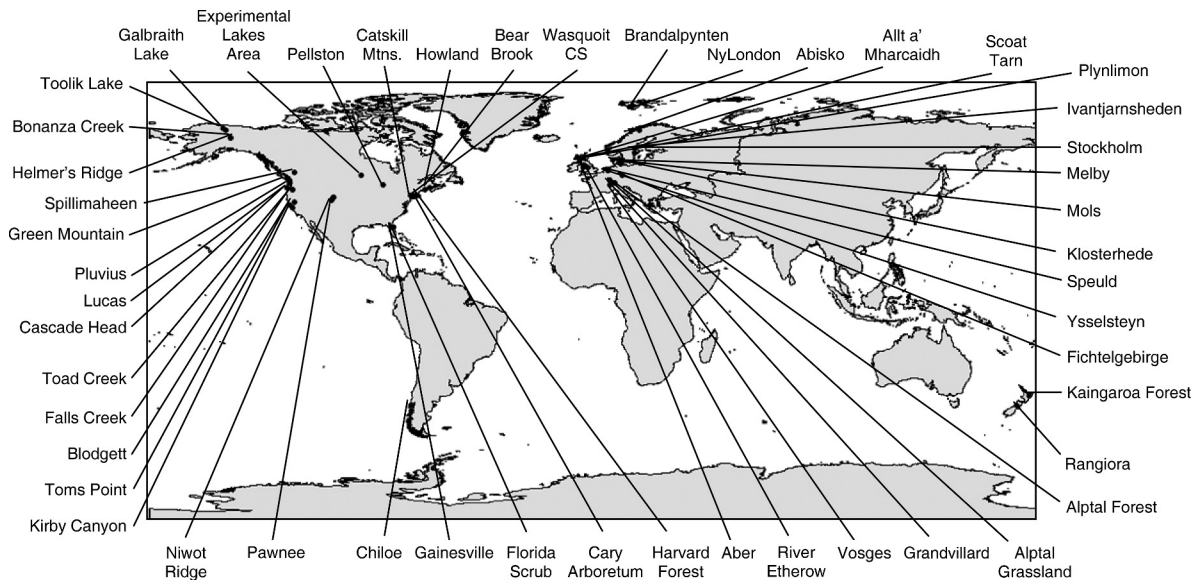 Experimental
Lakes
Area
Galbraith
Lake
Pellston
Catskill
Mtns.
Howland
Bear
Brook
Wasquoit
CS
Brandalpynten
NyLondon
Abisko
Allt a’
Mharcaidh
Scoat
Tarn
Plynlimon
Toolik Lake
Bonanza Creek
Helmer’s Ridge
Spillimaheen
Green Mountain
Pluvius
Lucas
Cascade Head
Toad Creek
Falls Creek
Blodgett
Toms Point
Kirby Canyon
Ivantjarnsheden
Stockholm
Melby
Mols
Klosterhede
Speuld
Ysselsteyn
Fichtelgebirge
Kaingaroa Forest
Rangiora
Alptal Forest
Niwot
Ridge
Pawnee
Chiloe
Gainesville
Florida
Scrub
Cary
Arboretum
Harvard
Forest
Aber
River
Etherow
Vosges
Grandvillard
Alptal
Grassland